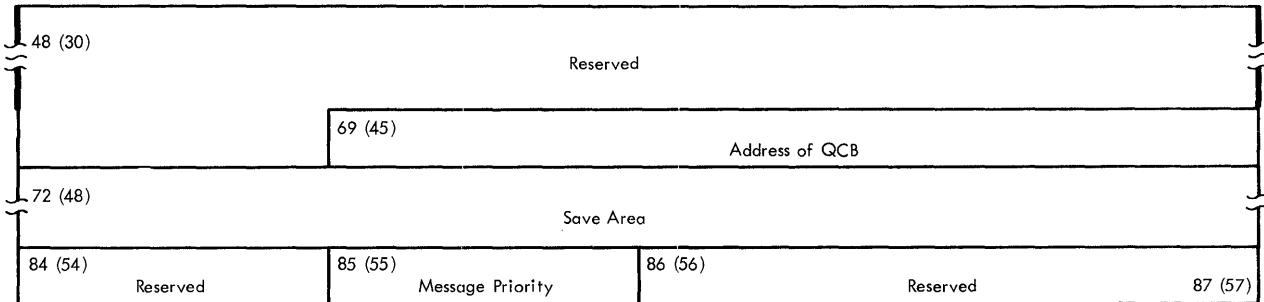 48 (30)
Reserved
69 (45)
Address of QCB
72 (48)
Save Area
84 (54)
Reserved
85 (55)
Message Priority
86 (56)
Reserved
87 (57)